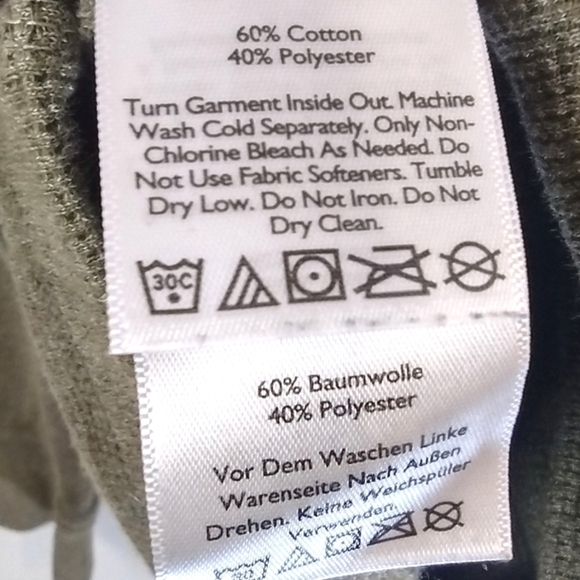 60% Cotton
40% Polyester
Turn Garment Inside Out. Machine
Wash Cold Separately. Only Non-
Chlorine Bleach As Needed. Do
Not Use Fabric Softeners. Tumble
Dry Low. Do Not Iron. Do Not
Dry Clean.
30C
60% Baumwolle
40% Polyester
Vor Dem Waschen Linke
Warenseite Nach Außen
Drehen. Keine Weichspüler
Verwenden.